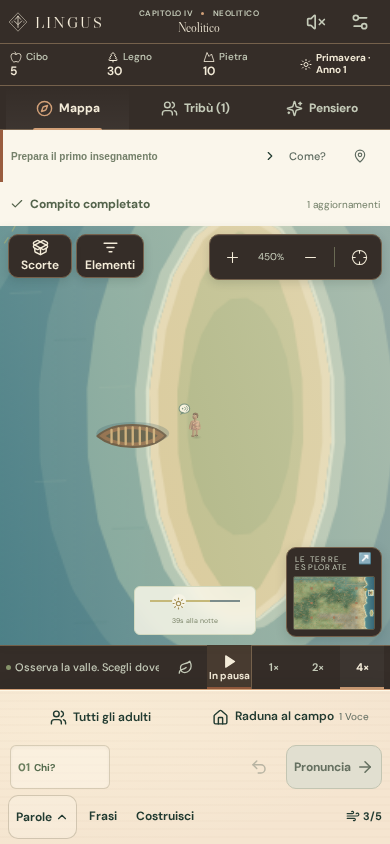 LINGUS
CAPITOLO IV • NEOLITICO
Neolitico
Cibo
5
Legno
30
Pietra
10
Primavera ·
Anno 1
Mappa
Tribù (1)
Pensiero
Prepara il primo insegnamento
Come?
Compito completato
1 aggiornamenti
Scorte
Elementi
450%
LE TERRE
ESPLORATE
39s alla notte
Osserva la valle. Scegli dove
In pausa
1×
2×
4×
Tutti gli adulti
Raduna al campo 1 Voce
01 Chi?
Pronuncia
Parole
Frasi
Costruisci
3/5